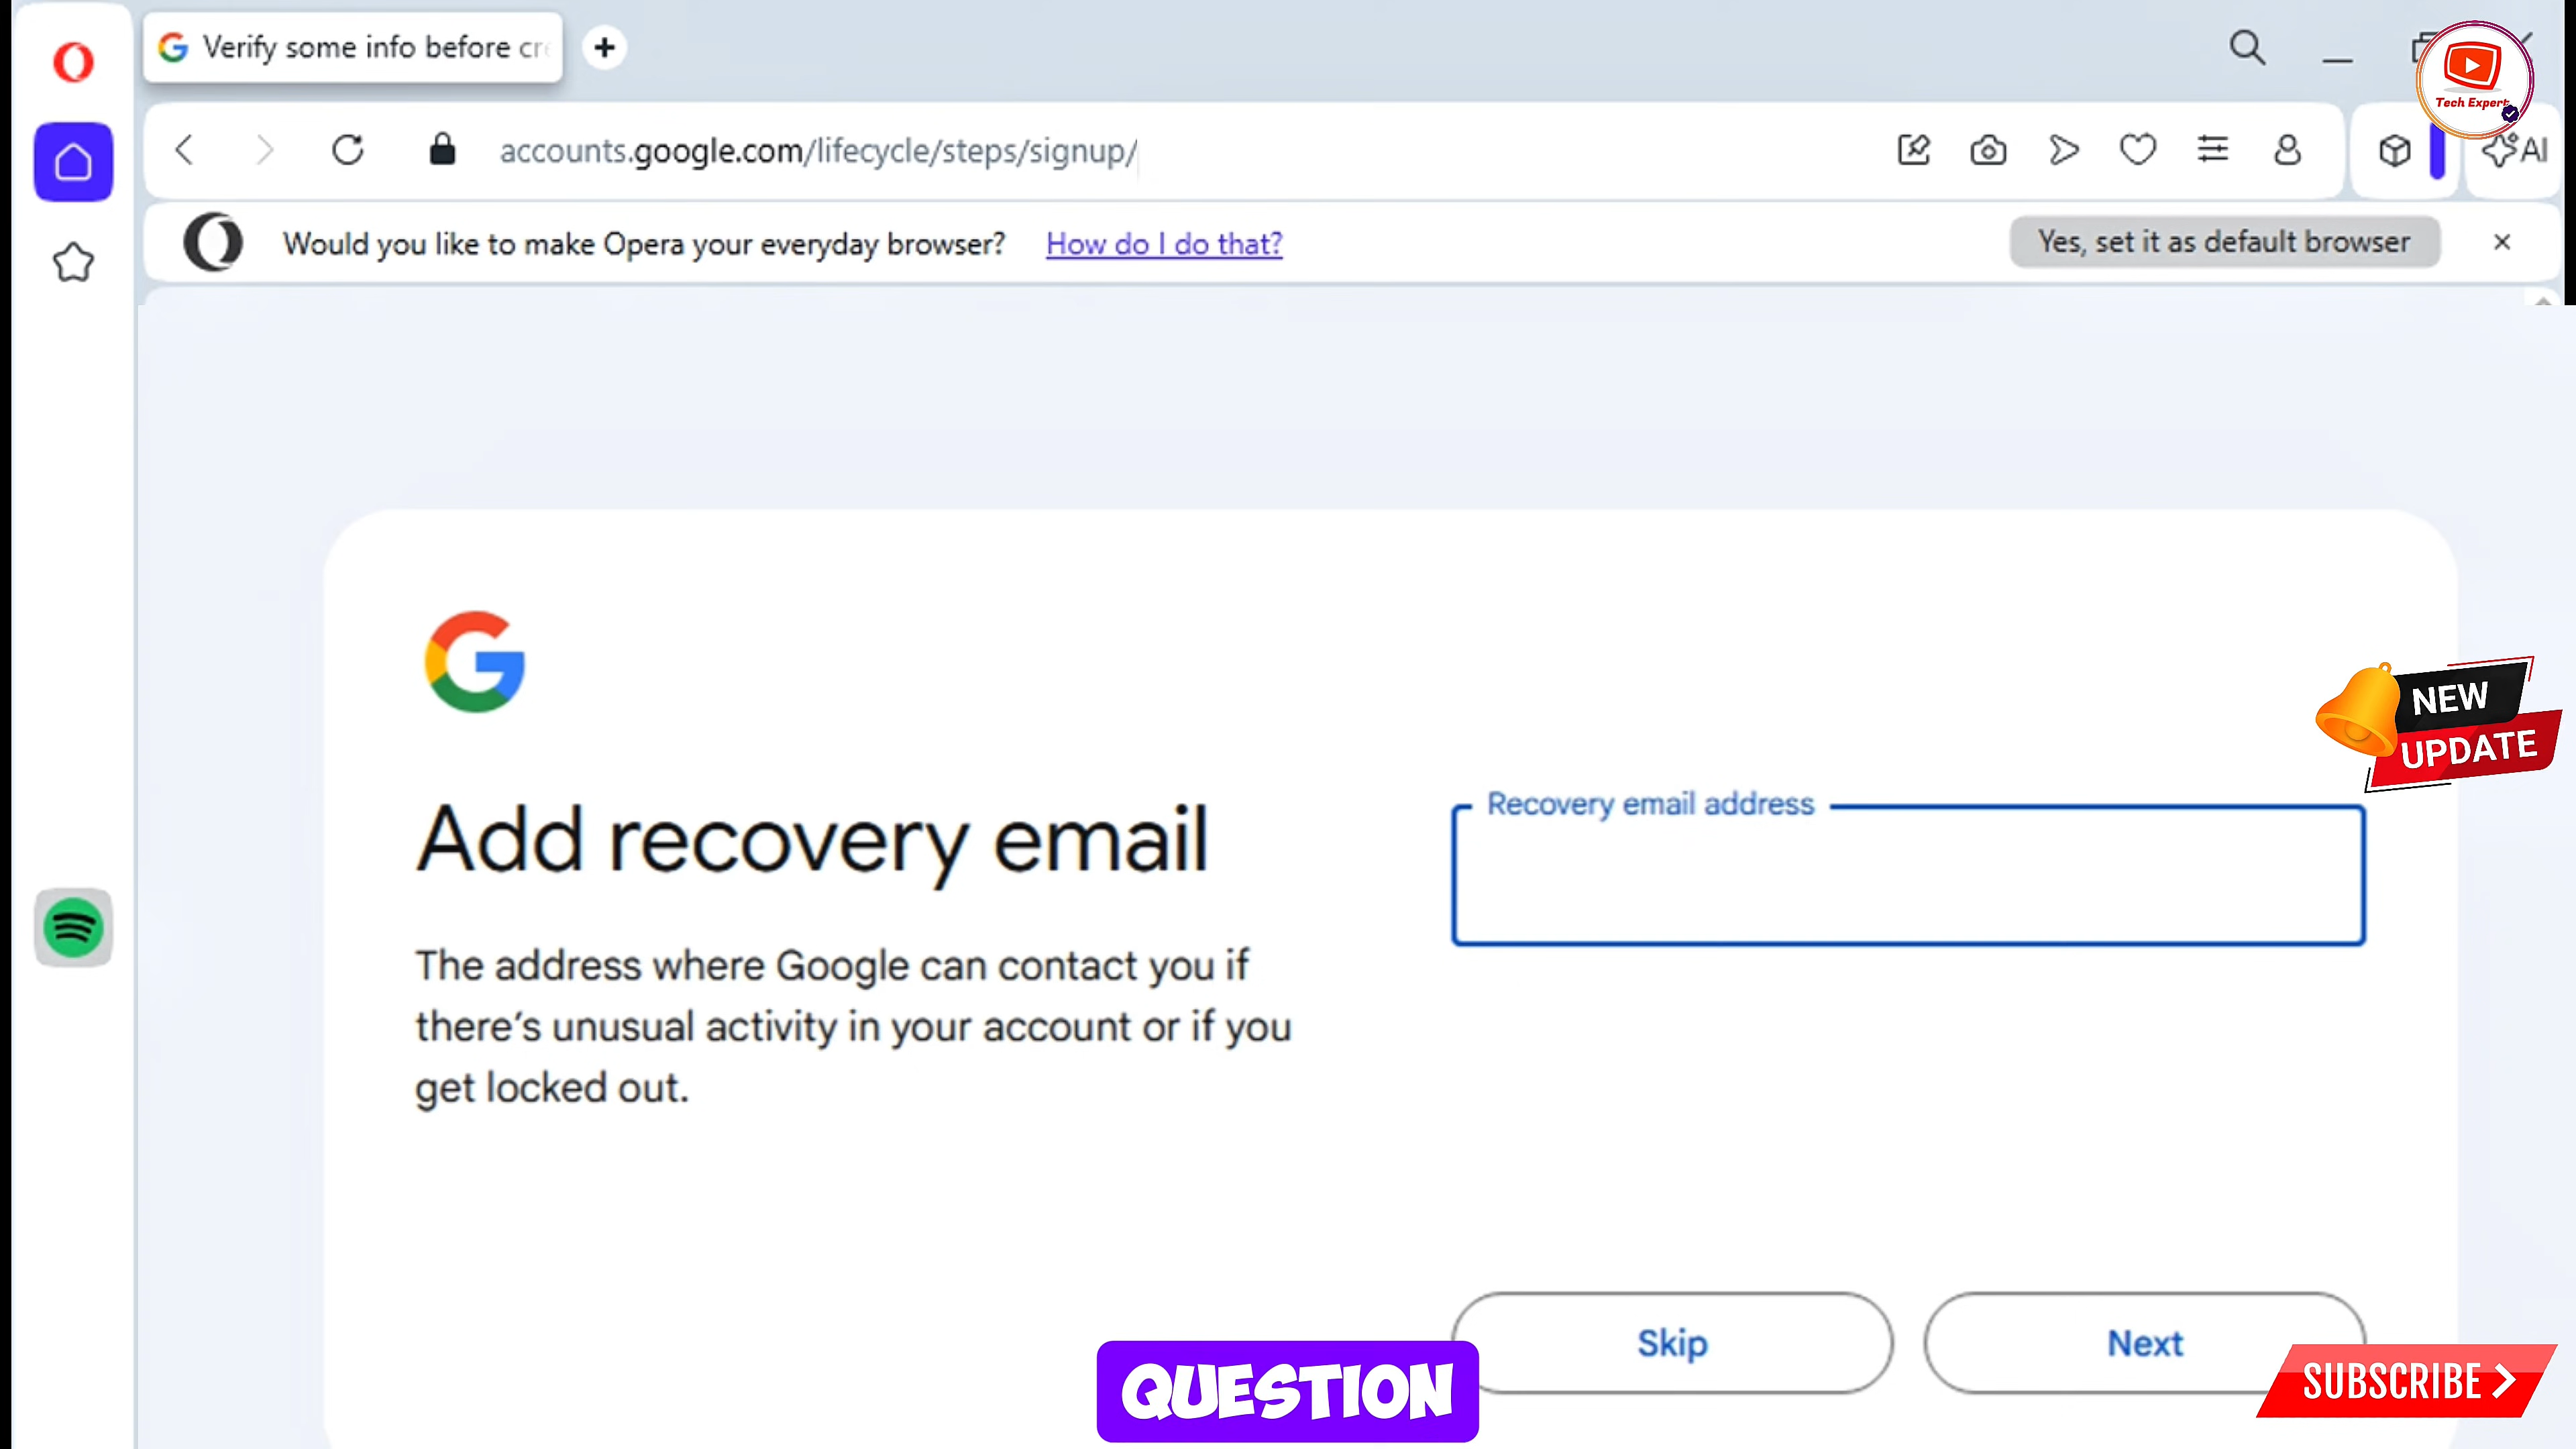 Verify some info before cre
Tech Expert
accounts.google.com/lifecycle/steps/signup/
AI
Would you like to make Opera your everyday browser? How do I do that? Yes, set it as default browser
NEW
UPDATE
Add recovery email
Recovery email address
The address where Google can contact you if
there's unusual activity in your account or if you
get locked out.
Skip
Next
QUESTION
SUBSCRIBE